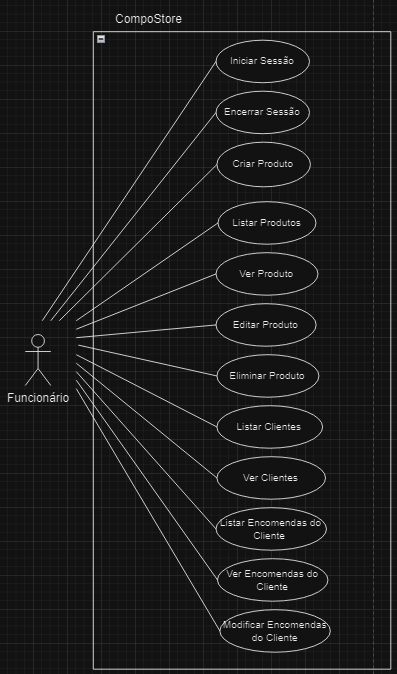 CompoStore
Iniciar Sessão
Encerrar Sessão
Criar Produto
Listar Produtos
Ver Produto
Editar Produto
Eliminar Produto
Funcionário
Listar Clientes
Ver Clientes
Listar Encomendas do
Cliente
Ver Encomendas do
Cliente
Modificar Encomendas
do Cliente